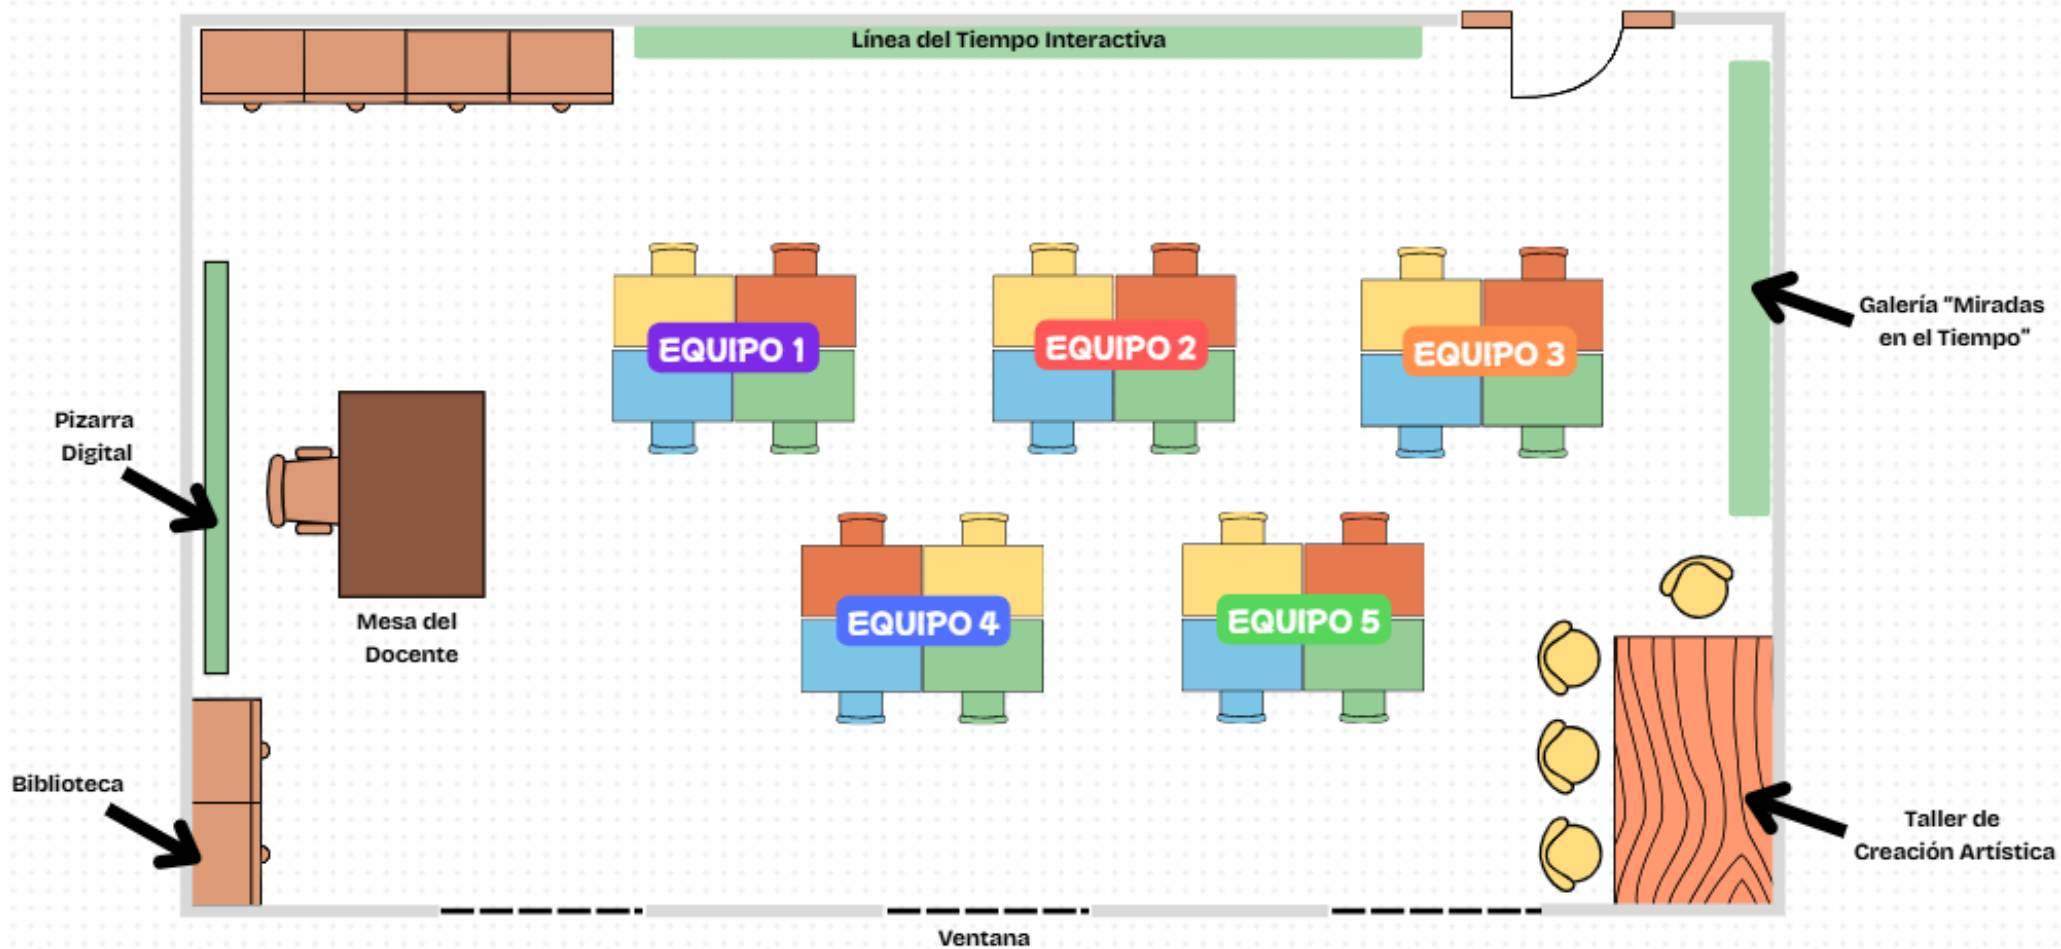 Línea del Tiempo Interactiva
Galería "Miradas
en el Tiempo"
EQUIPO 1
EQUIPO 2
EQUIPO 3
Pizarra
Digital
Mesa del
Docente
EQUIPO 4
EQUIPO 5
Biblioteca
Taller de
Creación Artística
Ventana